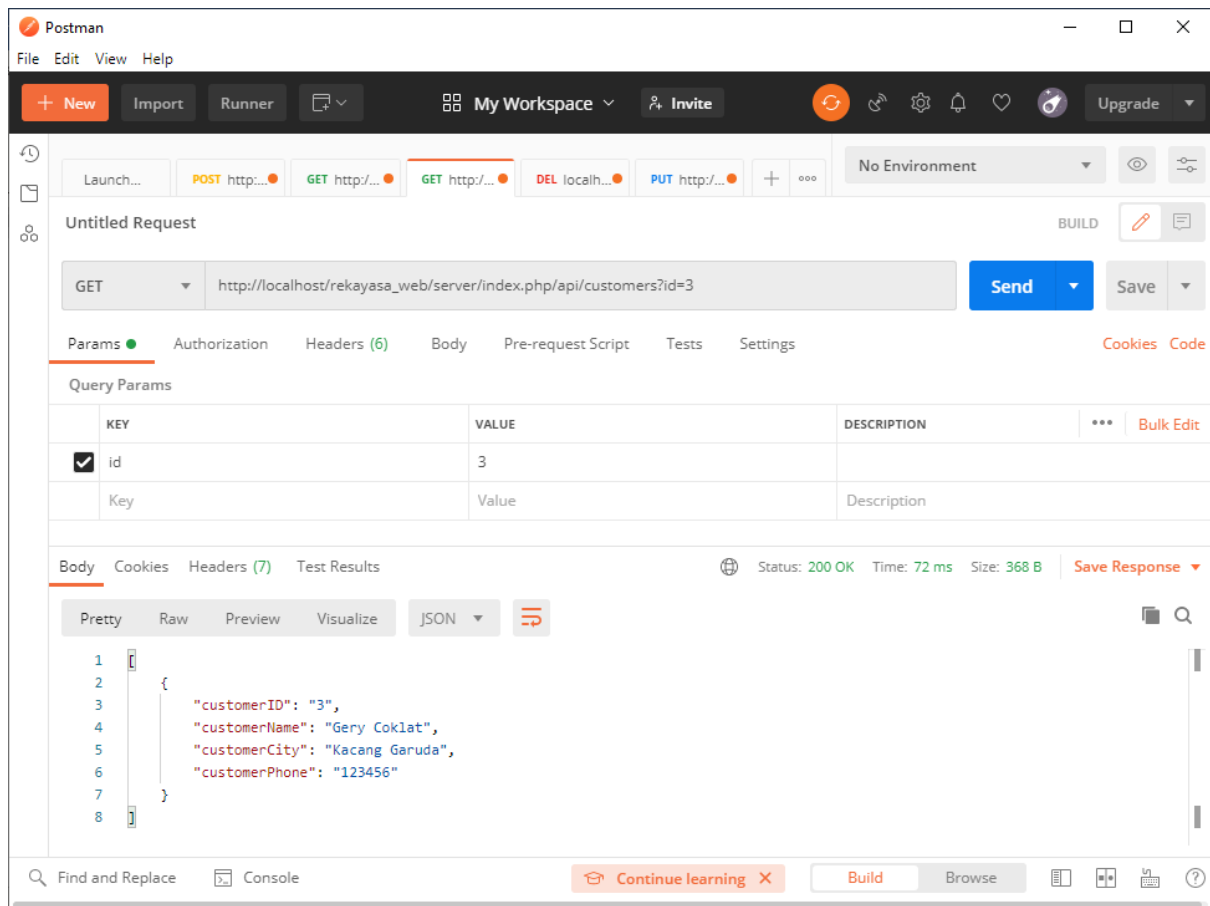 Postman
File Edit View Help
+ New Import Runner My Workspace Invite Upgrade
Launch... POST http:... GET http:/... GET http:/... DEL localh... PUT http:/... + ooo No Environment
Untitled Request BUILD
GET http://localhost/rekayasa_web/server/index.php/api/customers?id=3 Send Save
Params Authorization Headers (6) Body Pre-request Script Tests Settings Cookies Code
Query Params
KEY VALUE DESCRIPTION ••• Bulk Edit
id 3
Key Value Description
Body Cookies Headers (7) Test Results Status: 200 OK Time: 72 ms Size: 368 B Save Response
Pretty Raw Preview Visualize JSON
1 [
2 {
3 "customerID": "3",
4 "customerName": "Gery Coklat",
5 "customerCity": "Kacang Garuda",
6 "customerPhone": "123456"
7 }
8 ]
Find and Replace Console Continue learning X Build Browse